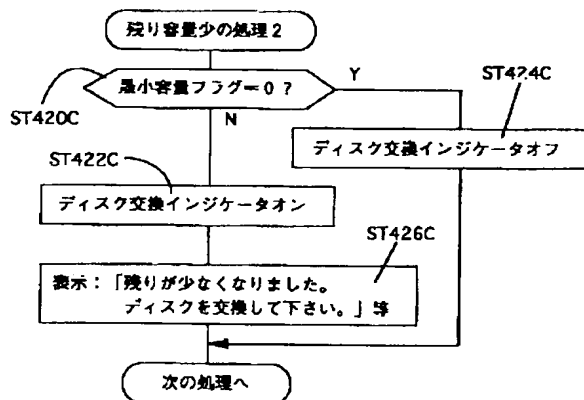 残り容量少の処理2
最小容量フラグ=0?
Y
N
ST420C
ST424C
ディスク交換インジケータオフ
ST422C
ディスク交換インジケータオン
ST426C
表示：「残りが少なくなりました。
ディスクを交換して下さい。」等
次の処理へ